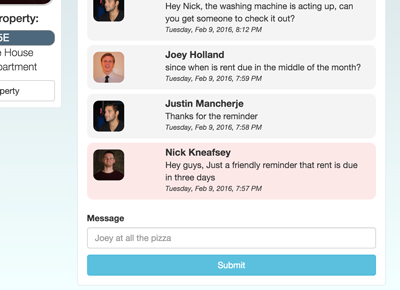 roperty:
5E
e House
partment
perty
Hey Nick, the washing machine is acting up, can
you get someone to check it out?
Tuesday, Feb 9, 2016, 8:12 PM
Joey Holland
since when is rent due in the middle of the month?
Tuesday, Feb 9, 2016, 7:59 PM
Justin Mancherje
Thanks for the reminder
Tuesday, Feb 9, 2016, 7:58 PM
Nick Kneafsey
Hey guys, Just a friendly reminder that rent is due
in three days
Tuesday, Feb 9, 2016, 7:57 PM
Message
Joey at all the pizza
Submit